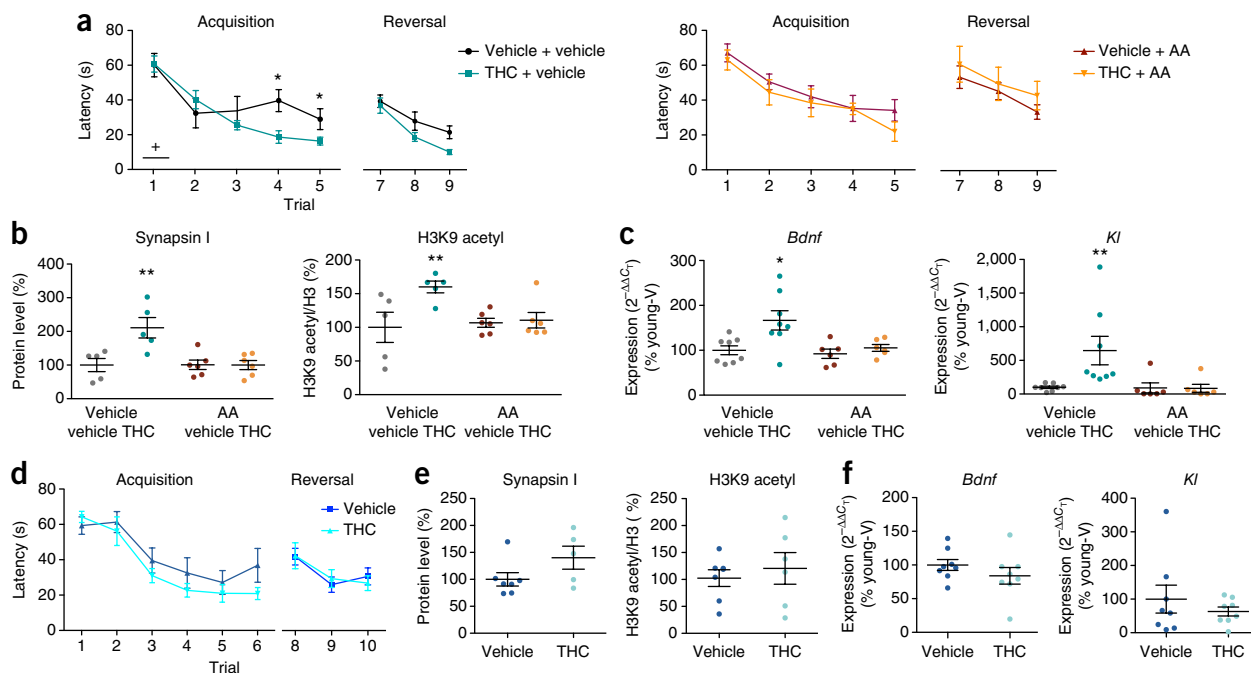 a
Acquisition
Reversal
Vehicle + vehicle
THC + vehicle
Latency (s)
80
60
40
20
0
*
*
+
1 2 3 4 5
7 8 9
Trial
Acquisition
Reversal
Vehicle + AA
THC + AA
Latency (s)
80
60
40
20
0
1 2 3 4 5
7 8 9
b
Synapsin I
Protein level (%)
400
300
200
100
0
**
Vehicle AA
vehicle THC vehicle THC
H3K9 acetyl
H3K9 acetyl/H3 (%)
200
150
100
50
0
**
Vehicle AA
vehicle THC vehicle THC
c
Bdnf
Expression (2−ΔΔCT)
(% young-V)
300
200
100
0
*
Vehicle AA
vehicle THC vehicle THC
Kl
Expression (2−ΔΔCT)
(% young-V)
2,000
1,500
1,000
500
0
**
Vehicle AA
vehicle THC vehicle THC
d
Acquisition
Reversal
Vehicle
THC
Latency (s)
80
60
40
20
0
1 2 3 4 5 6
8 9 10
Trial
e
Synapsin I
Protein level (%)
250
200
150
100
50
0
Vehicle THC
H3K9 acetyl
H3K9 acetyl/H3 ( %)
250
200
150
100
50
0
Vehicle THC
f
Bdnf
Expression (2−ΔΔCT)
(% young-V)
200
150
100
50
0
Vehicle THC
Kl
Expression (2−ΔΔCT)
(% young-V)
400
300
200
100
0
Vehicle THC